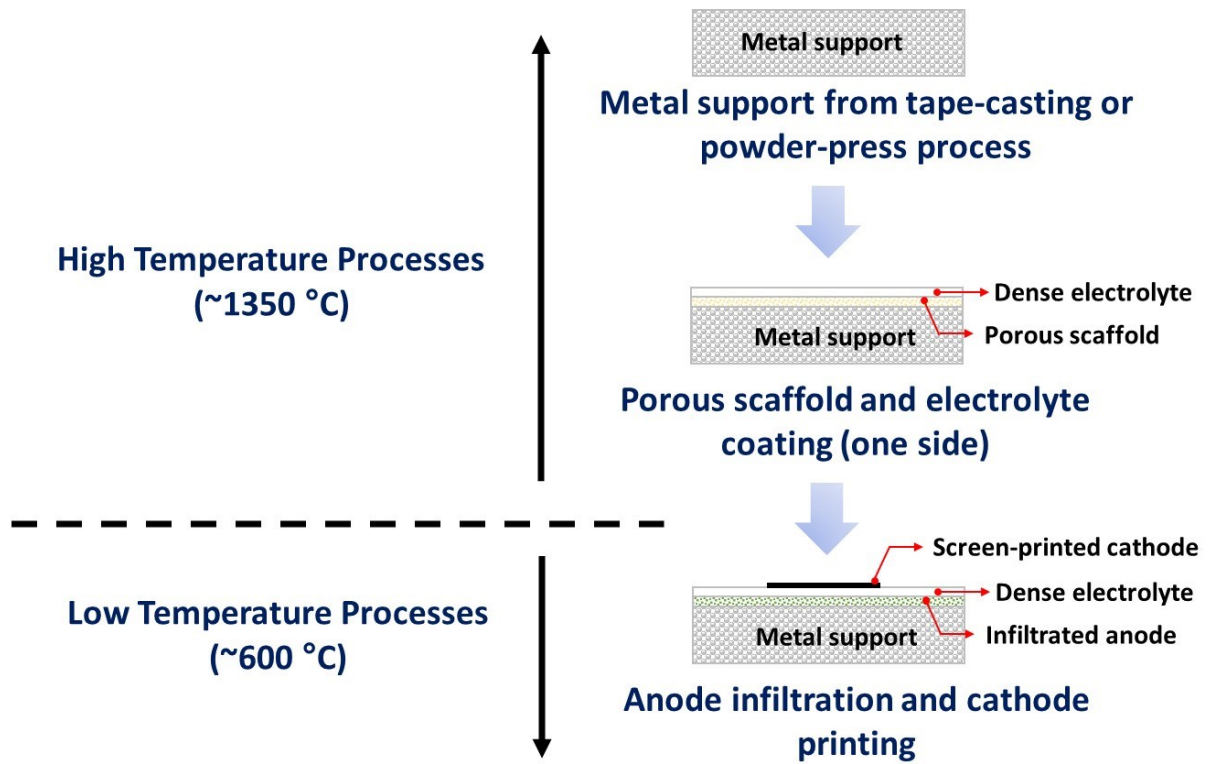 Metal support
Metal support from tape-casting or
powder-press process
High Temperature Processes
(~1350 °C)
Dense electrolyte
Porous scaffold
Metal support
Porous scaffold and electrolyte
coating (one side)
Screen-printed cathode
Dense electrolyte
Infiltrated anode
Metal support
Low Temperature Processes
(~600 °C)
Anode infiltration and cathode
printing